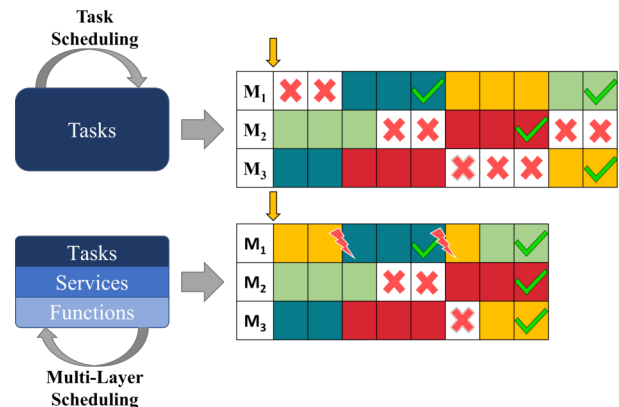 Task
Scheduling
Tasks
M1
M2
M3
Tasks
Services
Functions
M1
M2
M3
Multi-Layer
Scheduling